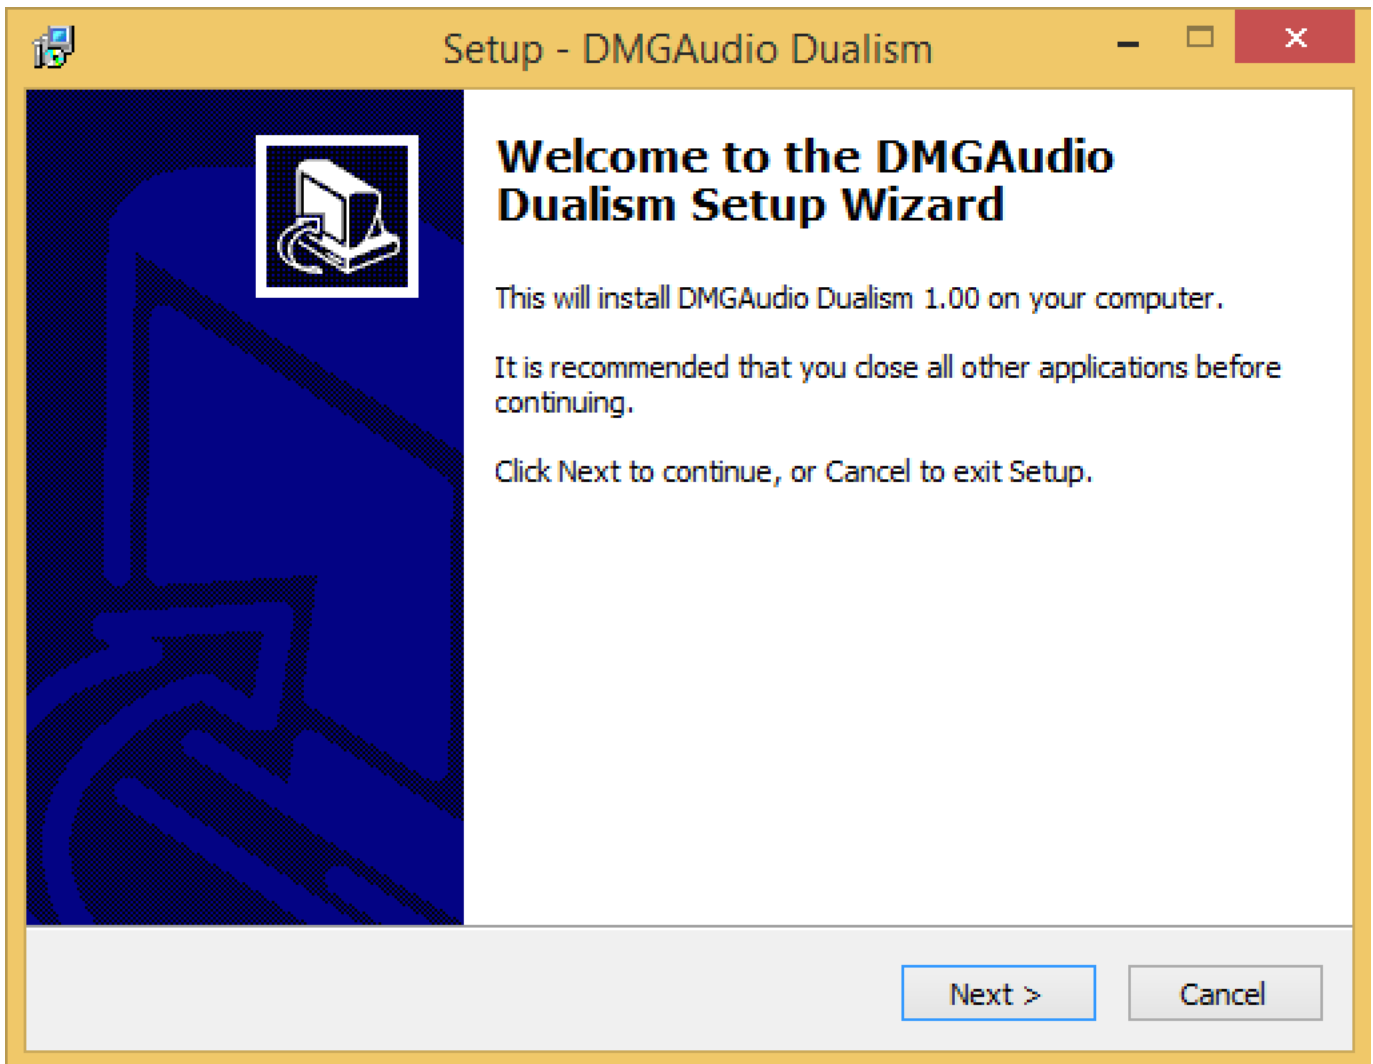 Setup - DMGAudio Dualism
Welcome to the DMGAudio
Dualism Setup Wizard
This will install DMGAudio Dualism 1.00 on your computer.
It is recommended that you close all other applications before
continuing.
Click Next to continue, or Cancel to exit Setup.
Next >
Cancel